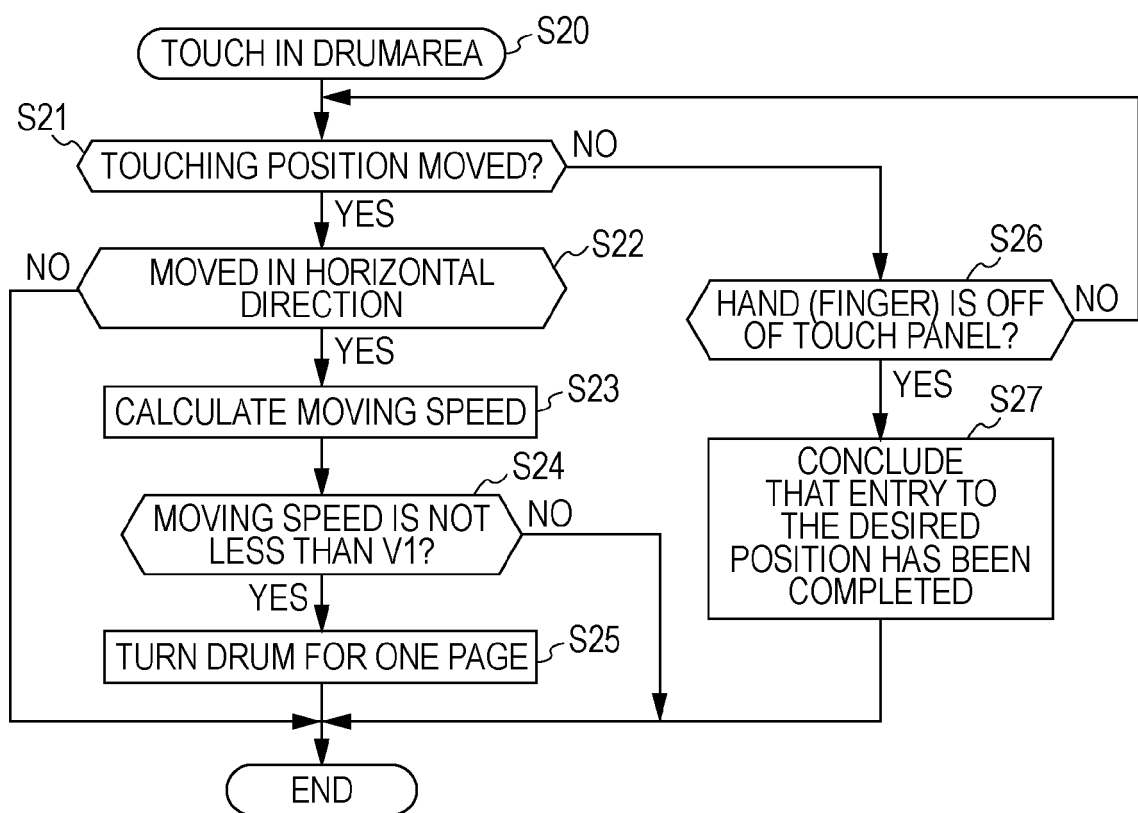 TOUCH IN DRUMAREA
S20
S21
TOUCHING POSITION MOVED?
NO
YES
S22
NO
MOVED IN HORIZONTAL
DIRECTION
YES
S26
HAND (FINGER) IS OFF
OF TOUCH PANEL?
NO
YES
CALCULATE MOVING SPEED
S23
S24
MOVING SPEED IS NOT
LESS THAN V1?
NO
YES
S27
CONCLUDE
THAT ENTRY TO
THE DESIRED
POSITION HAS BEEN
COMPLETED
TURN DRUM FOR ONE PAGE
S25
END